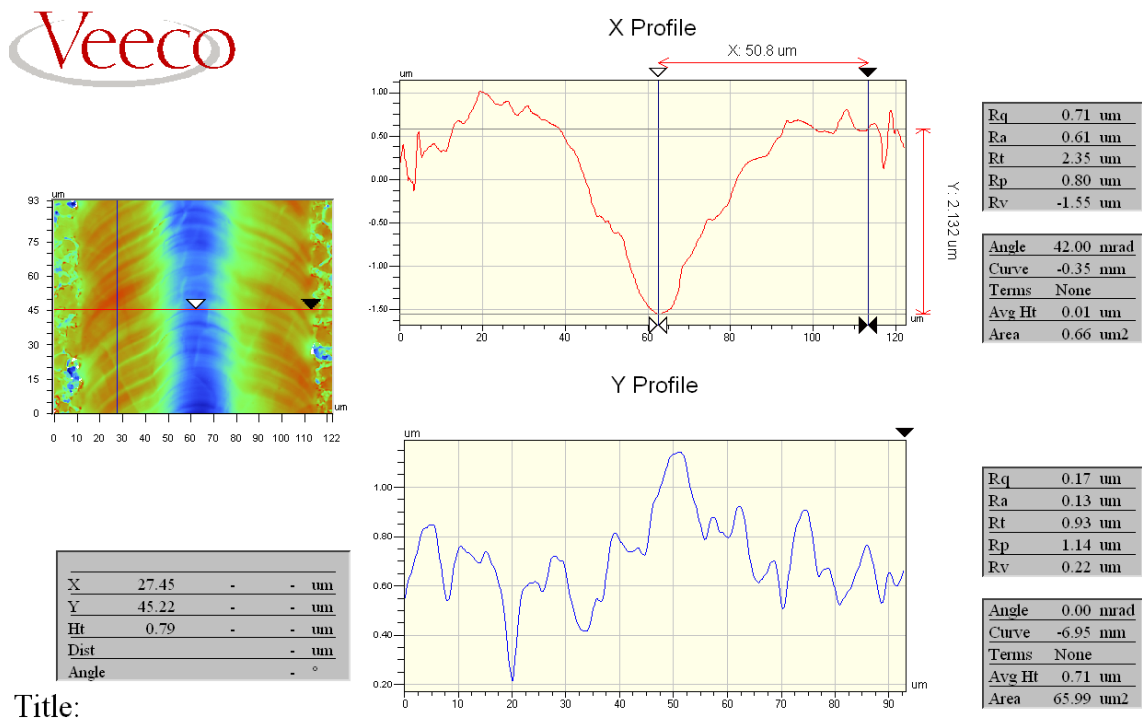 Veeco
X Profile
X: 50.8 um
um
1.00
0.50
0.00
-0.50
-1.00
-1.50
0 20 40 60 80 100 120
um
Y: 2.132 um
Rq 0.71 um
Ra 0.61 um
Rt 2.35 um
Rp 0.80 um
Rv -1.55 um
Angle 42.00 mrad
Curve -0.35 mm
Terms None
Avg Ht 0.01 um
Area 0.66 um2
um
93
75
60
45
30
15
0
um
0 10 20 30 40 50 60 70 80 90 100 110 122
Y Profile
um
1.00
0.80
0.60
0.40
0.20
0 10 20 30 40 50 60 70 80 90
um
Rq 0.17 um
Ra 0.13 um
Rt 0.93 um
Rp 1.14 um
Rv 0.22 um
Angle 0.00 mrad
Curve -6.95 mm
Terms None
Avg Ht 0.71 um
Area 65.99 um2
X 27.45 - - um
Y 45.22 - - um
Ht 0.79 - - um
Dist - um
Angle - °
Title: